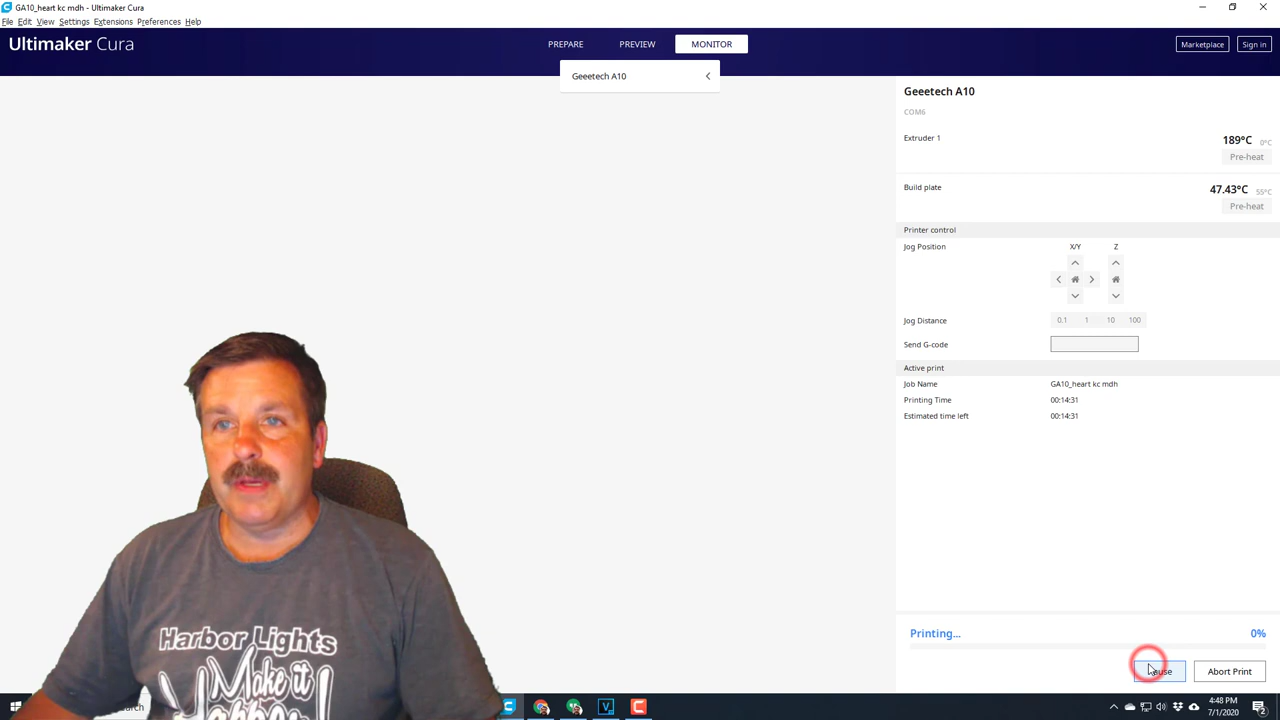 GA10_heart kc mdh - Ultimaker Cura
File Edit View Settings Extensions Preferences Help
Ultimaker Cura
PREPARE PREVIEW MONITOR
Marketplace Sign in
Geeetech A10
Geeetech A10
COM6
Extruder 1 189°C 0°C
Pre-heat
Build plate 47.43°C 55°C
Pre-heat
Printer control
Jog Position X/Y Z
Jog Distance 0.1 1 10 100
Send G-code
Active print
Job Name GA10_heart kc mdh
Printing Time 00:14:31
Estimated time left 00:14:31
Printing... 0%
Abort Print
Harbor Lights
Make it
4:48 PM
7/1/2020
2